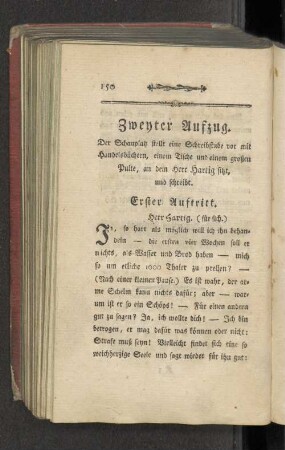 150
Zweyter Aufzug.
Der Schauplatz stellt eine Schreibstube vor mit
Handelsbüchern, einem Tische und einem großen
Pulte, an dem Herr Hartig sitzt,
und schreibt.
Erster Auftritt.
Herr Hartig. (für sich.)
Ja, so hart als möglich will ich ihn behan-
deln — die ersten vier Wochen soll er
nichts, als Wasser und Brod haben — mich
so um etliche 1000 Thaler zu prellen? —
(Nach einer kleinen Pause.) Es ist wahr, der ar-
me Schelm kann nichts dafür; aber — war-
um ist er so ein Schöps! — Für einen andern
gut zu sagen? Ja, ich wollte dich! — Ich bin
betrogen, er mag dafür was können oder nicht:
Strafe muß seyn! Vielleicht findet sich eine so
weichherzige Seele und sagt wieder für ihn gut: